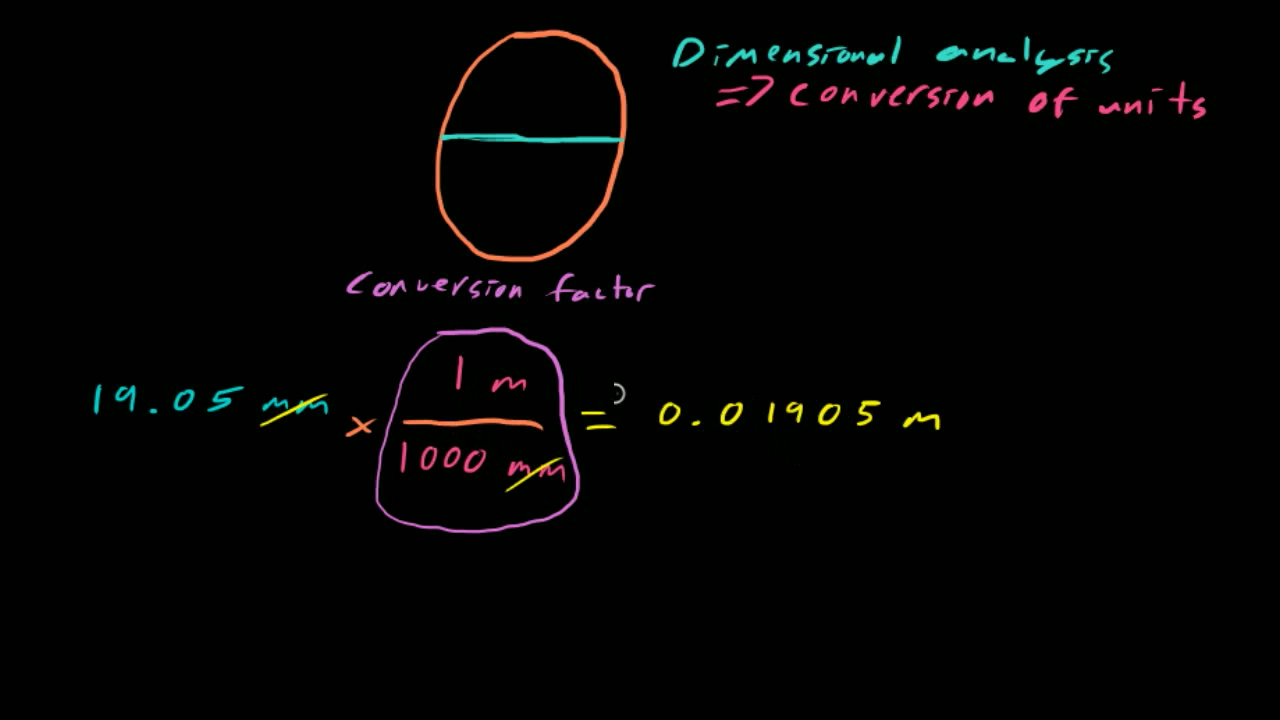 Dimensional analysis
=> conversion of units
Conversion factor
19.05 mm × 1 m / 1000 mm = 0.01905 m